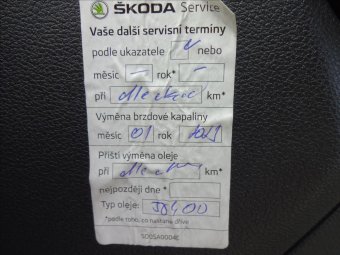 ŠKODA Service
Vaše další servisní termíny
podle ukazatele nebo
měsíc — rok* —
při km*
Výměna brzdové kapaliny
měsíc 01 rok
Příští výměna oleje
při km*
nejpozději dne *
Typ oleje:
*podle toho, co nastane dříve